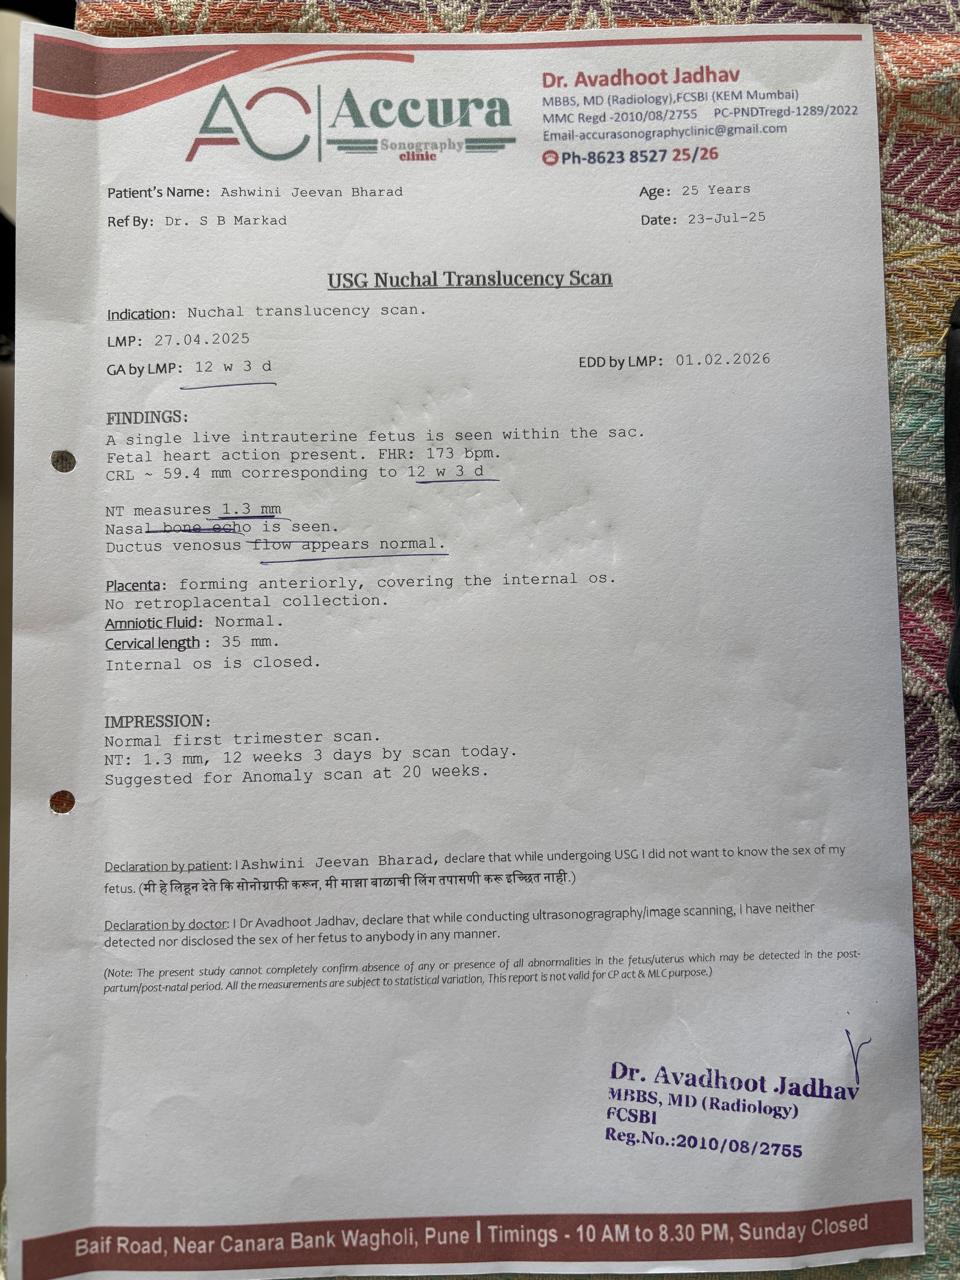 Accura
Sonography
clinic
Dr. Avadhoot Jadhav
MBBS, MD (Radiology),FCSBI (KEM Mumbai)
MMC Regd -2010/08/2755 PC-PNDTregd-1289/2022
Email-accurasonographyclinic@gmail.com
Ph-8623 8527 25/26
Patient's Name: Ashwini Jeevan Bharad Age: 25 Years
Ref By: Dr. S B Markad Date: 23-Jul-25
USG Nuchal Translucency Scan
Indication: Nuchal translucency scan.
LMP: 27.04.2025
GA by LMP: 12 w 3 d EDD by LMP: 01.02.2026
FINDINGS:
A single live intrauterine fetus is seen within the sac.
Fetal heart action present. FHR: 173 bpm.
CRL ~ 59.4 mm corresponding to 12 w 3 d
NT measures 1.3 mm
Nasal bone echo is seen.
Ductus venosus flow appears normal.
Placenta: forming anteriorly, covering the internal os.
No retroplacental collection.
Amniotic Fluid: Normal.
Cervical length : 35 mm.
Internal os is closed.
IMPRESSION:
Normal first trimester scan.
NT: 1.3 mm, 12 weeks 3 days by scan today.
Suggested for Anomaly scan at 20 weeks.
Declaration by patient: I Ashwini Jeevan Bharad, declare that while undergoing USG I did not want to know the sex of my
fetus. (मी हे लिहून देते कि सोनोग्राफी करून, मी माझा बाळाची लिंग तपासणी करू इच्छित नाही.)
Declaration by doctor: I Dr Avadhoot Jadhav, declare that while conducting ultrasonogragraphy/image scanning, I have neither
detected nor disclosed the sex of her fetus to anybody in any manner.
(Note: The present study cannot completely confirm absence of any or presence of all abnormalities in the fetus/uterus which may be detected in the post-
partum/post-natal period. All the measurements are subject to statistical variation, This report is not valid for CP act & MLC purpose.)
Dr. Avadhoot Jadhav
MBBS, MD (Radiology)
FCSBI
Reg.No.:2010/08/2755
Baif Road, Near Canara Bank Wagholi, Pune | Timings - 10 AM to 8.30 PM, Sunday Closed